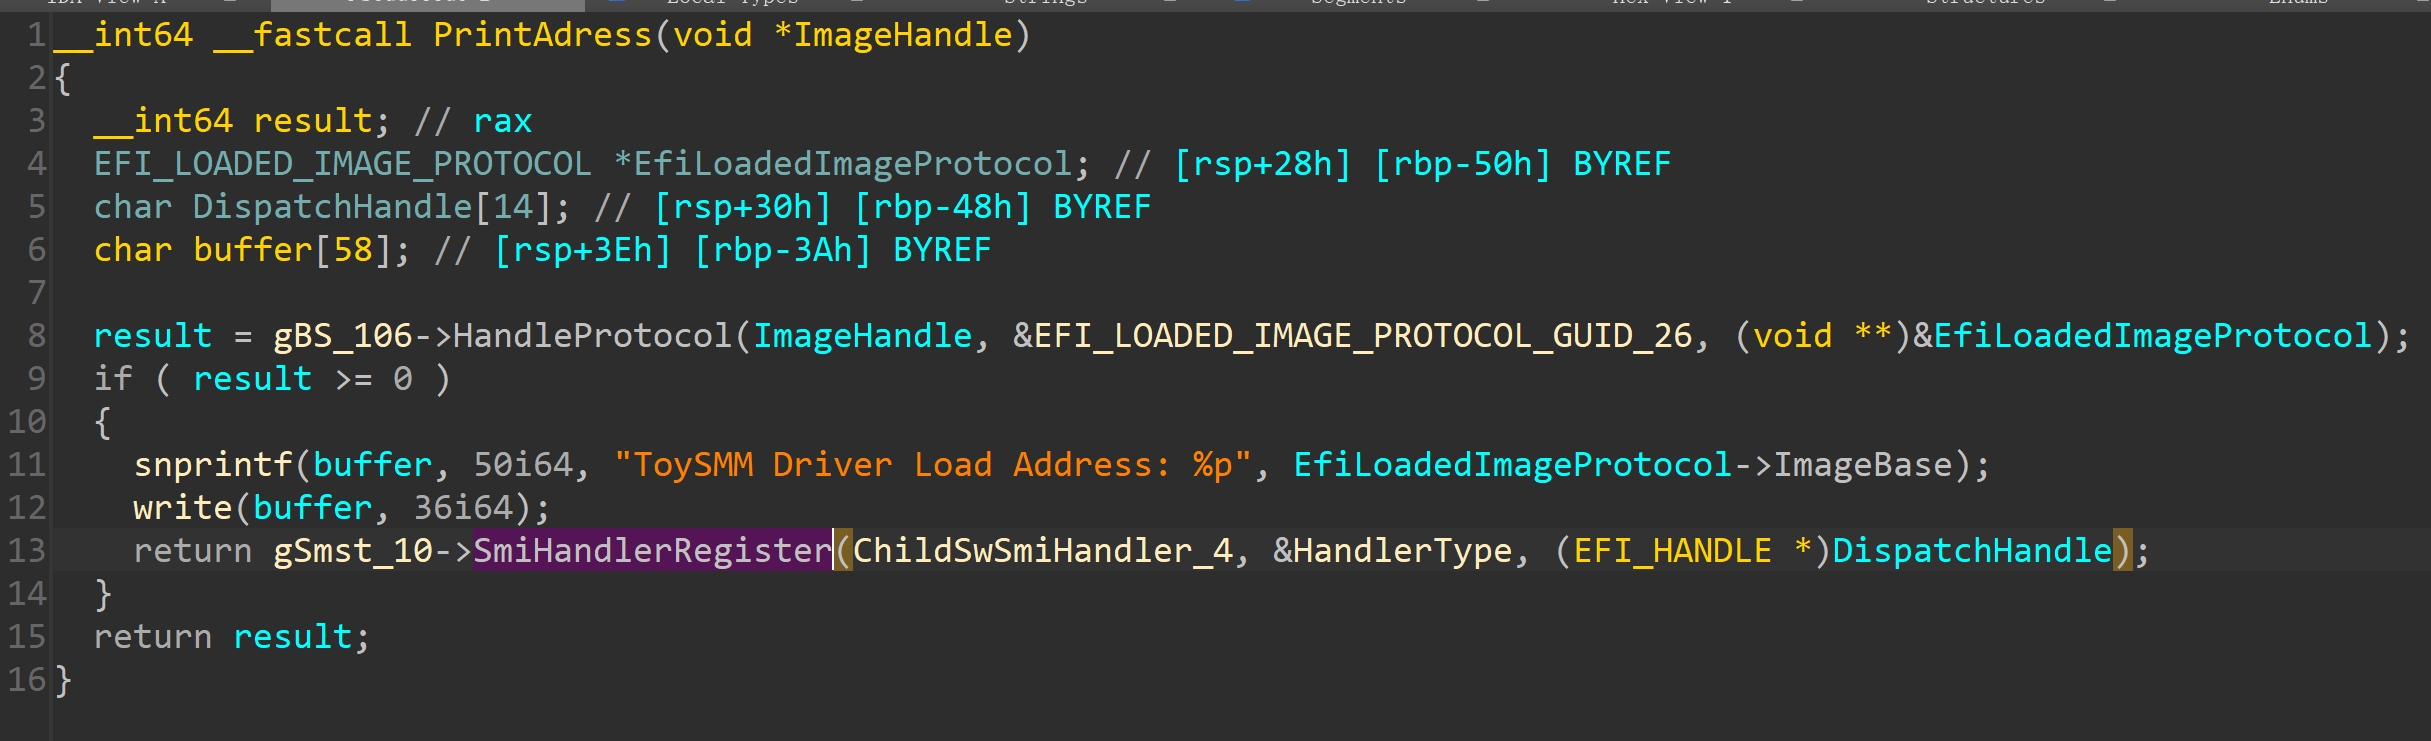 1 __int64 __fastcall PrintAdress(void *ImageHandle)
2 {
3   __int64 result; // rax
4   EFI_LOADED_IMAGE_PROTOCOL *EfiLoadedImageProtocol; // [rsp+28h] [rbp-50h] BYREF
5   char DispatchHandle[14]; // [rsp+30h] [rbp-48h] BYREF
6   char buffer[58]; // [rsp+3Eh] [rbp-3Ah] BYREF
7
8   result = gBS_106->HandleProtocol(ImageHandle, &EFI_LOADED_IMAGE_PROTOCOL_GUID_26, (void **)&EfiLoadedImageProtocol);
9   if ( result >= 0 )
10   {
11     snprintf(buffer, 50i64, "ToySMM Driver Load Address: %p", EfiLoadedImageProtocol->ImageBase);
12     write(buffer, 36i64);
13     return gSmst_10->SmiHandlerRegister(ChildSwSmiHandler_4, &HandlerType, (EFI_HANDLE *)DispatchHandle);
14   }
15   return result;
16 }